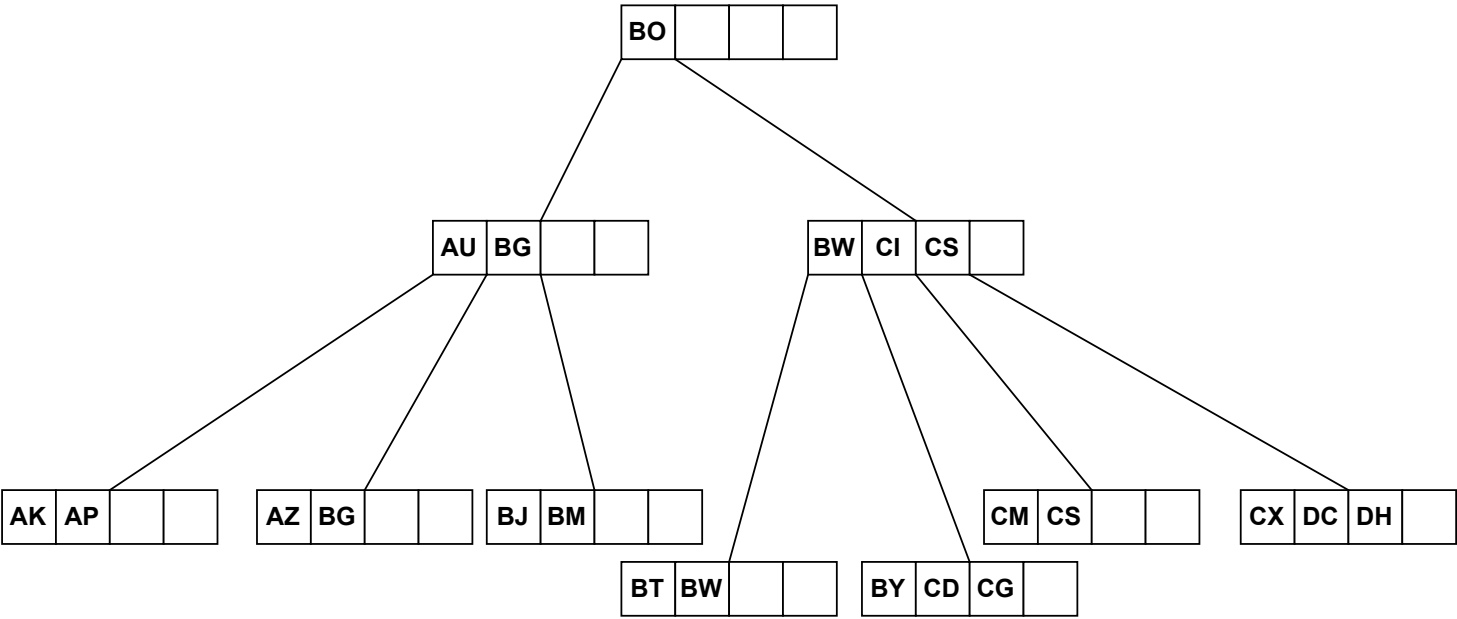 BO
AU BG
BW CI CS
AK AP
AZ BG
BJ BM
CM CS
CX DC DH
BT BW
BY CD CG